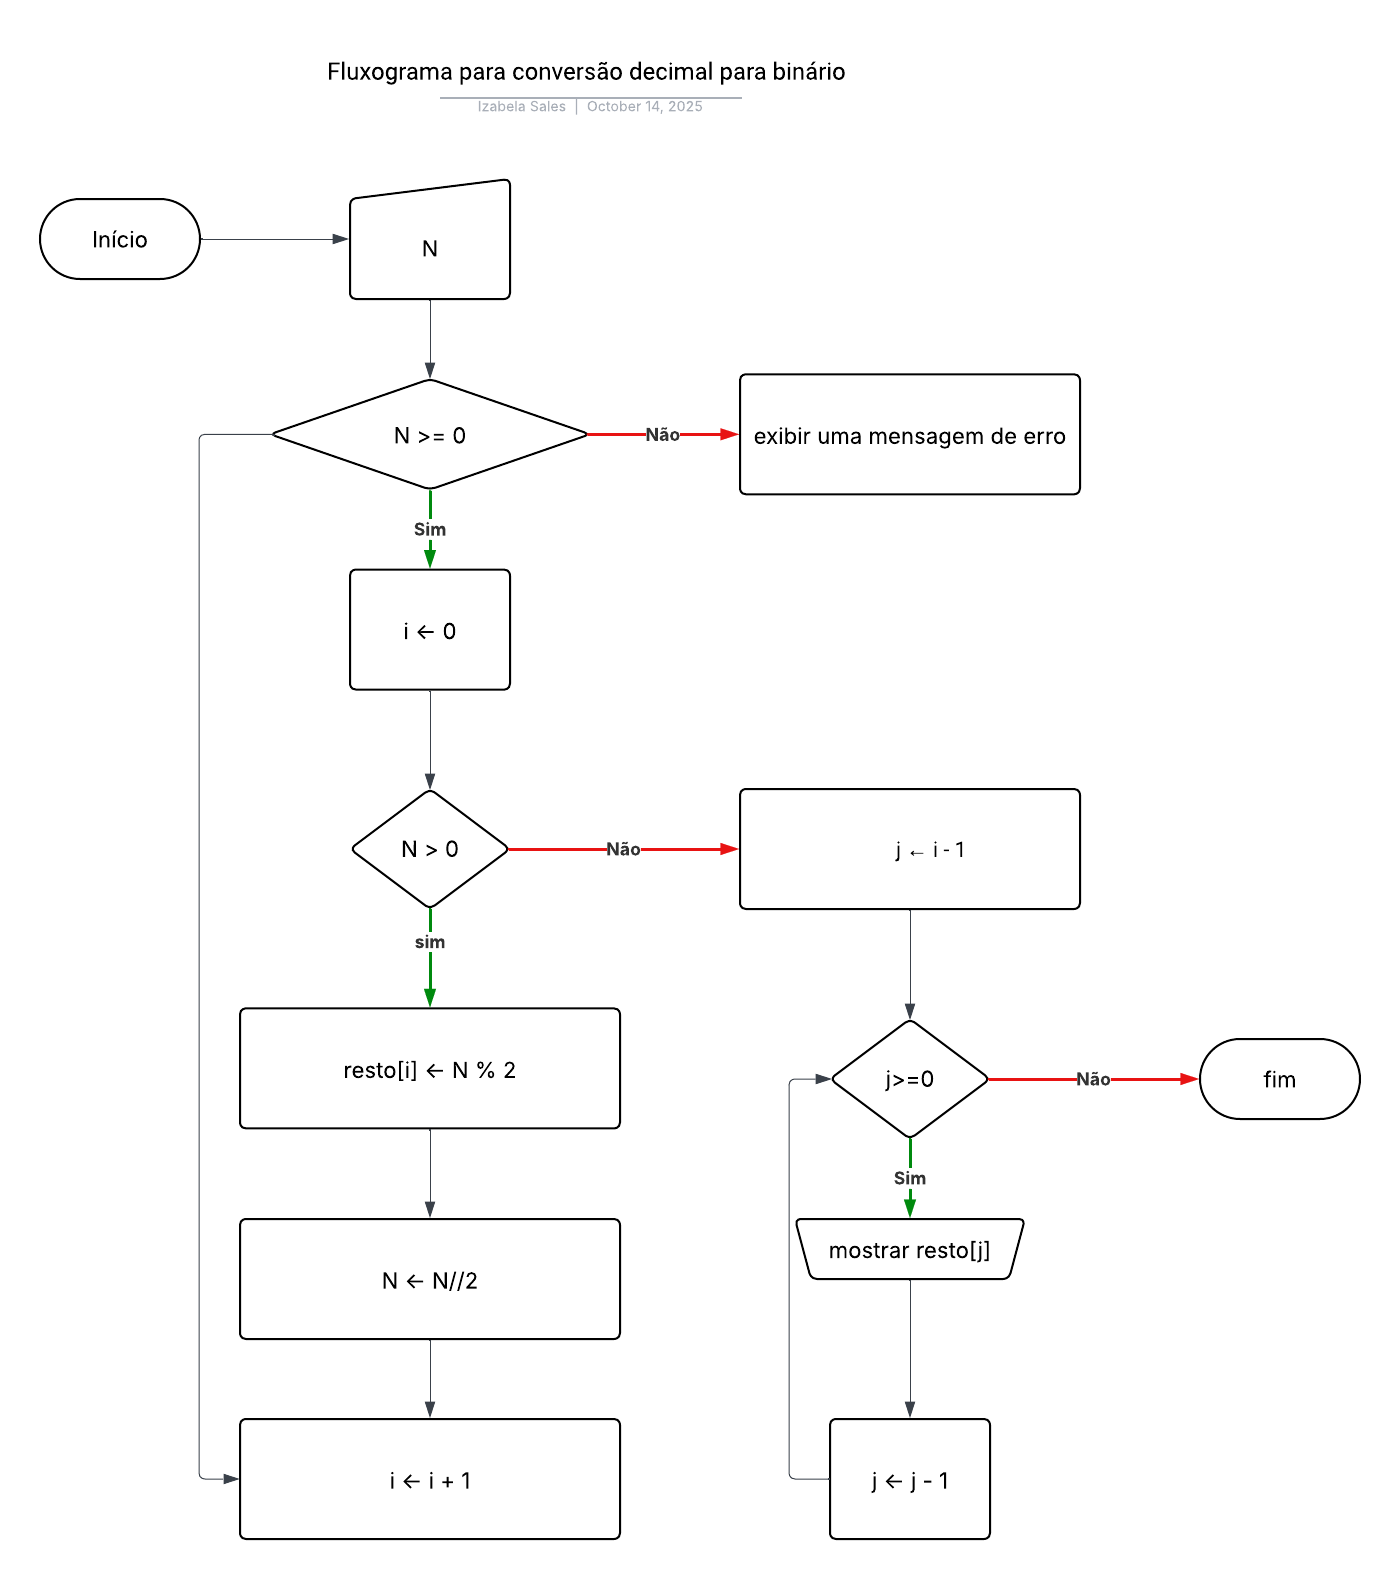 Fluxograma para conversão decimal para binário
Izabela Sales | October 14, 2025
Início
N
N >= 0
Não
exibir uma mensagem de erro
Sim
i ← 0
N > 0
Não
j ← i - 1
sim
resto[i] ← N % 2
j>=0
Não
fim
Sim
mostrar resto[j]
N ← N//2
i ← i + 1
j ← j - 1